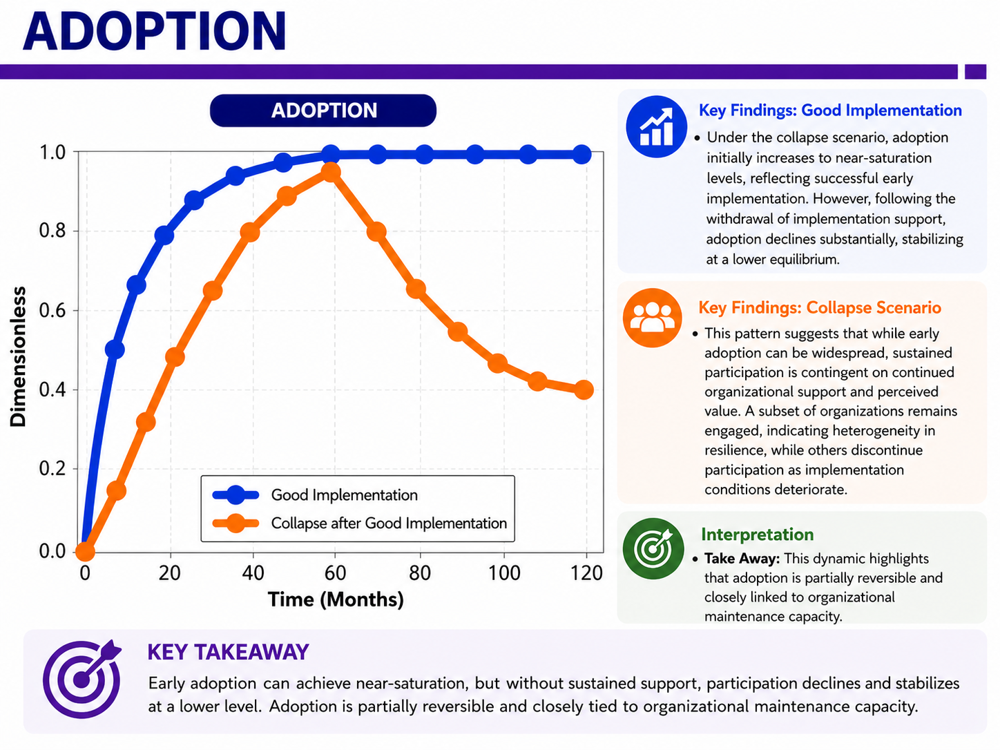 ADOPTION
ADOPTION
1.0
0.8
0.6
0.4
0.2
0.0
Dimensionless
0 20 40 60 80 100 120
Time (Months)
Good Implementation
Collapse after Good Implementation
Key Findings: Good Implementation
• Under the collapse scenario, adoption
initially increases to near-saturation
levels, reflecting successful early
implementation. However, following the
withdrawal of implementation support,
adoption declines substantially, stabilizing
at a lower equilibrium.
Key Findings: Collapse Scenario
• This pattern suggests that while early
adoption can be widespread, sustained
participation is contingent on continued
organizational support and perceived
value. A subset of organizations remains
engaged, indicating heterogeneity in
resilience, while others discontinue
participation as implementation
conditions deteriorate.
Interpretation
• Take Away: This dynamic highlights
that adoption is partially reversible and
closely linked to organizational
maintenance capacity.
KEY TAKEAWAY
Early adoption can achieve near-saturation, but without sustained support, participation declines and stabilizes
at a lower level. Adoption is partially reversible and closely tied to organizational maintenance capacity.